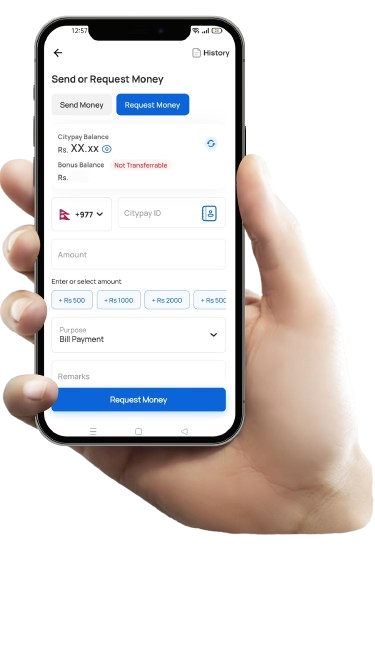 12:57
History
Send or Request Money
Send Money Request Money
Citypay Balance
Rs. XX.xx
Bonus Balance Not Transferrable
Rs.
+977 Citypay ID
Amount
Enter or select amount
+ Rs 500 + Rs 1000 + Rs 2000 + Rs 500
Purpose
Bill Payment
Remarks
Request Money